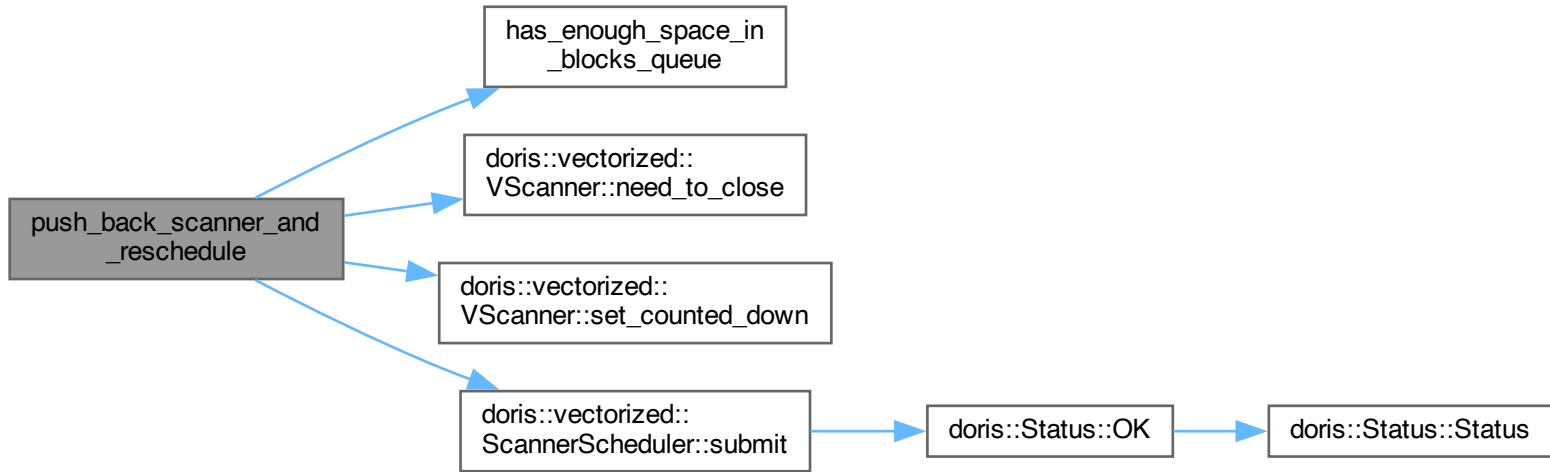 has_enough_space_in
_blocks_queue
doris::vectorized::
VScanner::need_to_close
push_back_scanner_and
_reschedule
doris::vectorized::
VScanner::set_counted_down
doris::vectorized::
ScannerScheduler::submit
doris::Status::OK
doris::Status::Status